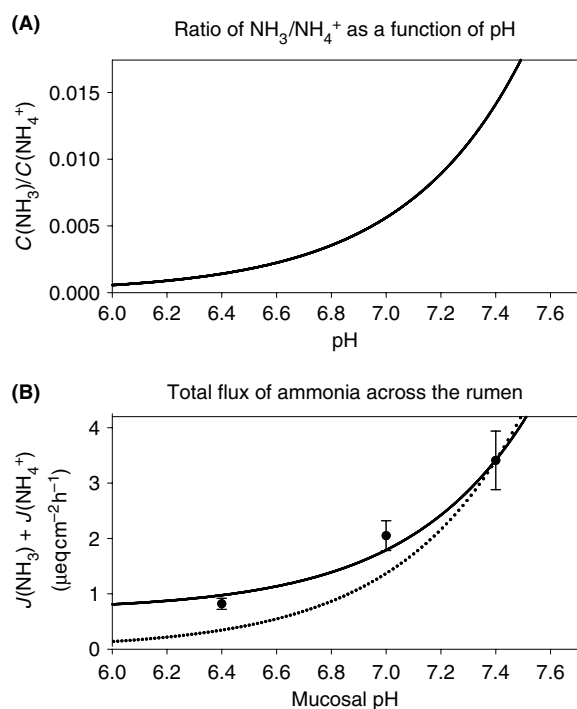 (A)
Ratio of NH₃/NH₄⁺ as a function of pH
C(NH₃)/C(NH₄⁺)
0.015
0.010
0.005
0.000
6.0 6.2 6.4 6.6 6.8 7.0 7.2 7.4 7.6
pH
(B)
Total flux of ammonia across the rumen
J(NH₃) + J(NH₄⁺)
(μeqcm⁻²h⁻¹)
4
3
2
1
0
6.0 6.2 6.4 6.6 6.8 7.0 7.2 7.4 7.6
Mucosal pH